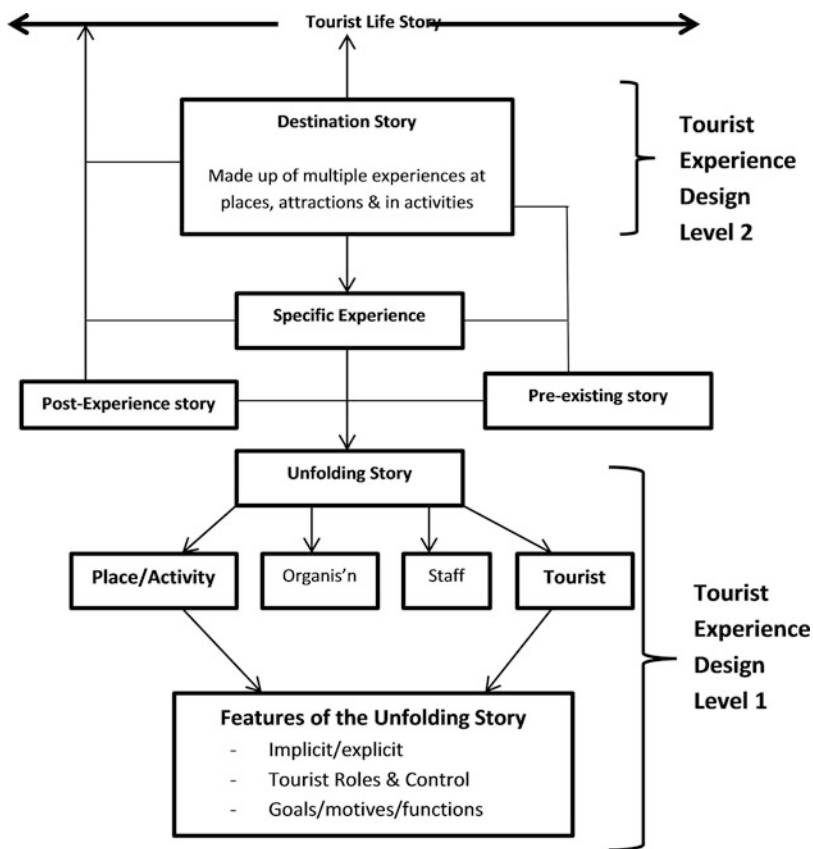 Tourist Life Story
Destination Story
Made up of multiple experiences at
places, attractions & in activities
Tourist
Experience
Design
Level 2
Specific Experience
Post-Experience story
Pre-existing story
Unfolding Story
Place/Activity
Organis'n
Staff
Tourist
Tourist
Experience
Design
Level 1
Features of the Unfolding Story
- Implicit/explicit
- Tourist Roles & Control
- Goals/motives/functions